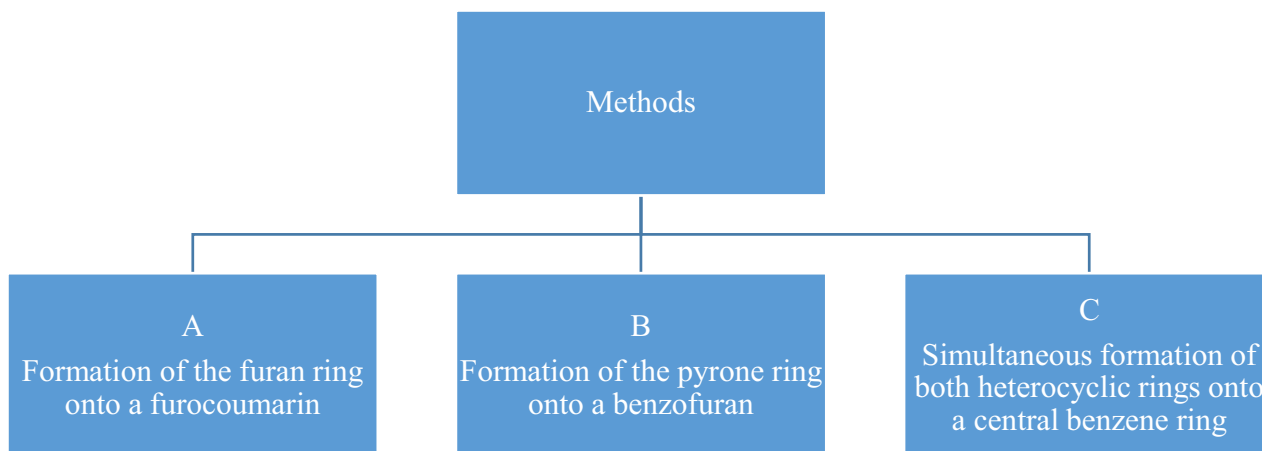 Methods
A
Formation of the furan ring
onto a furocoumarin
B
Formation of the pyrone ring
onto a benzofuran
C
Simultaneous formation of
both heterocyclic rings onto
a central benzene ring